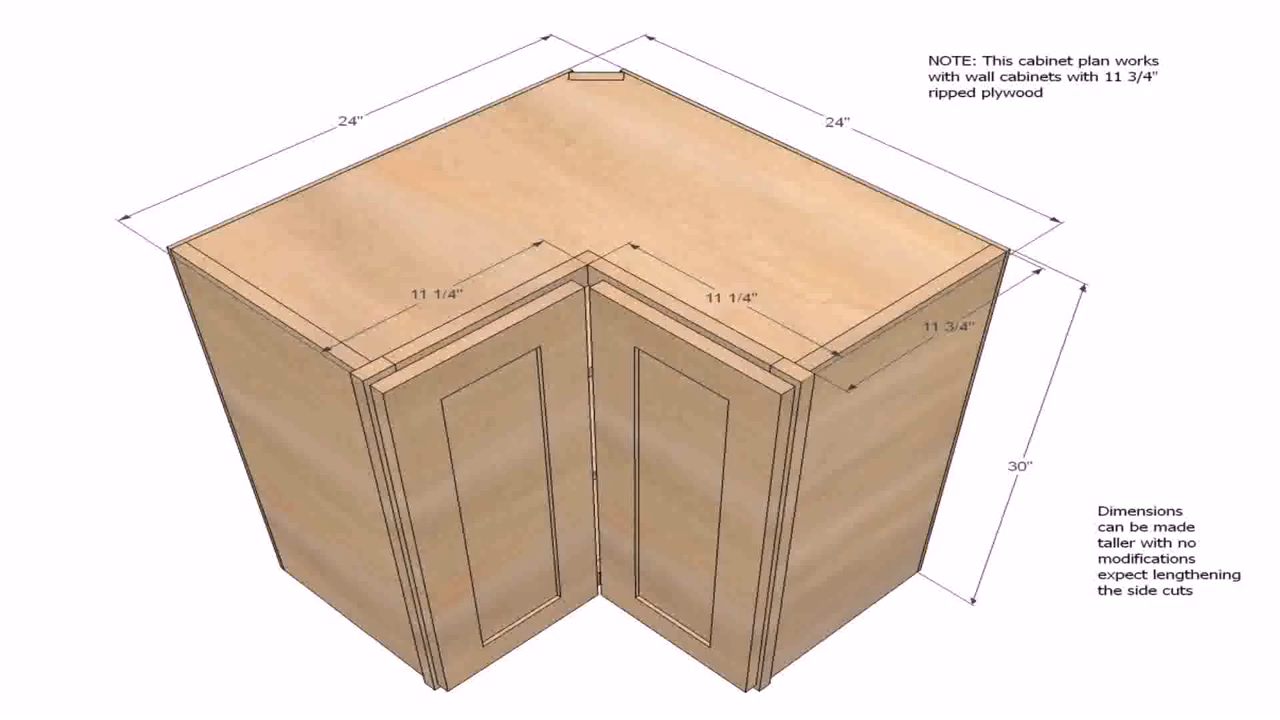 NOTE: This cabinet plan works
with wall cabinets with 11 3/4"
ripped plywood
24"
24"
11 1/4"
11 1/4"
11 3/4"
30"
Dimensions
can be made
taller with no
modifications
expect lengthening
the side cuts